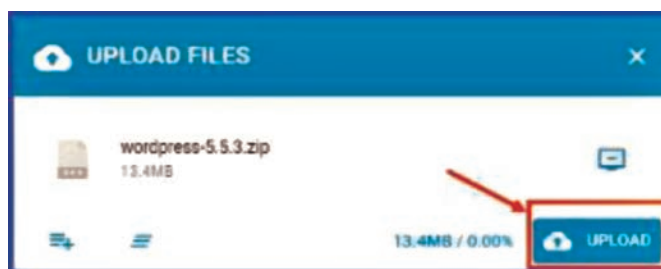 UPLOAD FILES
wordpress-5.5.3.zip
13.4MB
13.4MB / 0.00%
UPLOAD